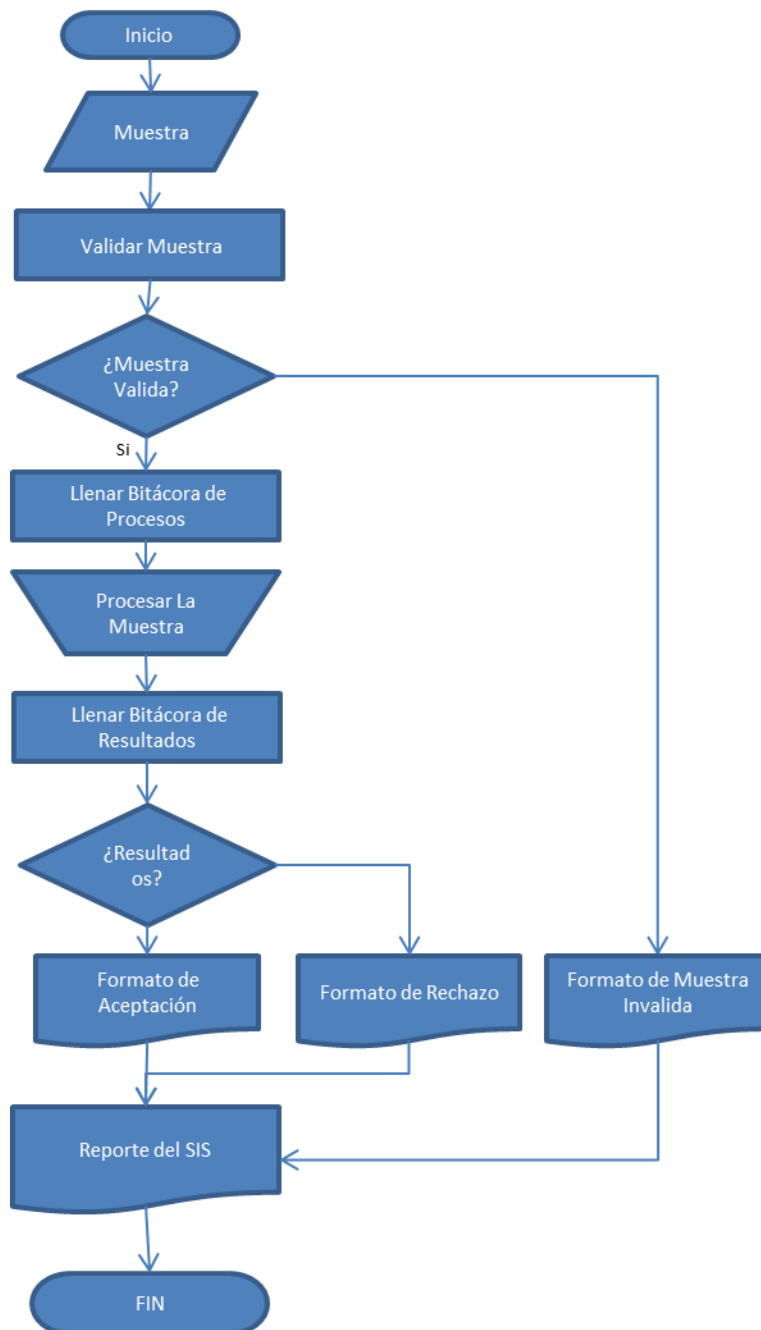 Inicio
Muestra
Validar Muestra
¿Muestra
Valida?
Si
Llenar Bitácora de
Procesos
Procesar La
Muestra
Llenar Bitácora de
Resultados
¿Resultad
os?
Formato de
Aceptación
Formato de Rechazo
Formato de Muestra
Invalida
Reporte del SIS
FIN